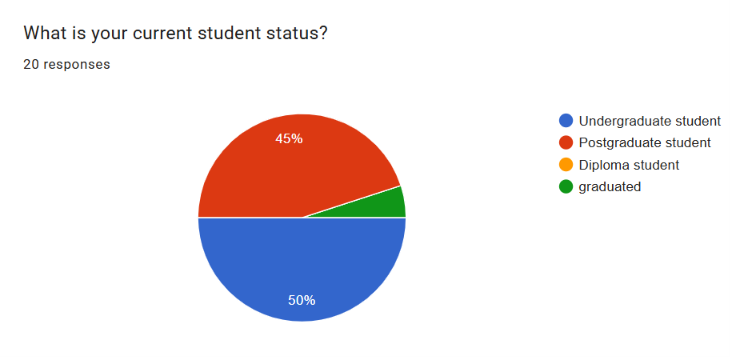 What is your current student status?
20 responses
45%
50%
Undergraduate student
Postgraduate student
Diploma student
graduated